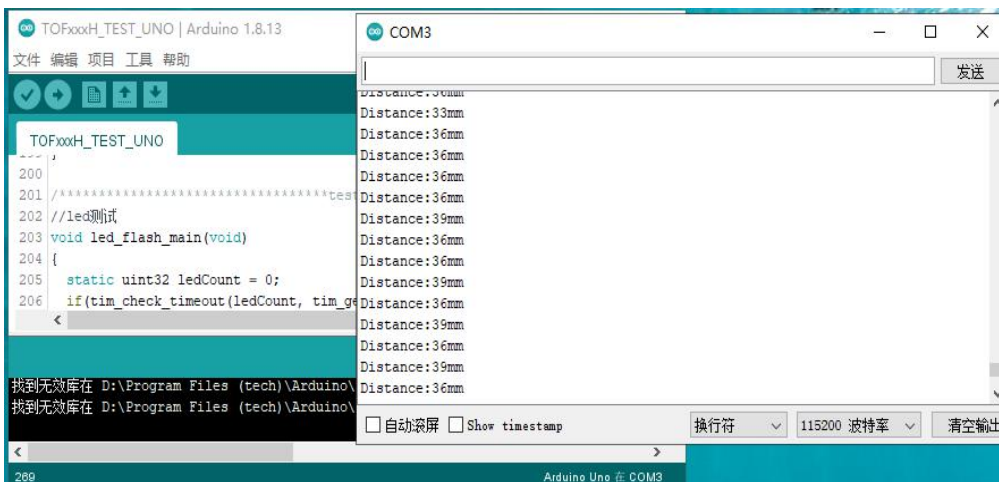 TOFxxxH_TEST_UNO | Arduino 1.8.13
文件 编辑 项目 工具 帮助
TOFxxxH_TEST_UNO
200
201 /**********************************test
202 //led测试
203 void led_flash_main(void)
204 {
205 static uint32 ledCount = 0;
206 if(tim_check_timeout(ledCount, tim_ge
找到无效库在 D:\Program Files (tech)\Arduino\
找到无效库在 D:\Program Files (tech)\Arduino\
269
Arduino Uno 在 COM3
COM3
发送
Distance:36mm
Distance:33mm
Distance:36mm
Distance:36mm
Distance:36mm
Distance:36mm
Distance:39mm
Distance:36mm
Distance:36mm
Distance:39mm
Distance:36mm
Distance:39mm
Distance:36mm
Distance:39mm
Distance:36mm
自动滚屏 Show timestamp
换行符
115200 波特率
清空输出